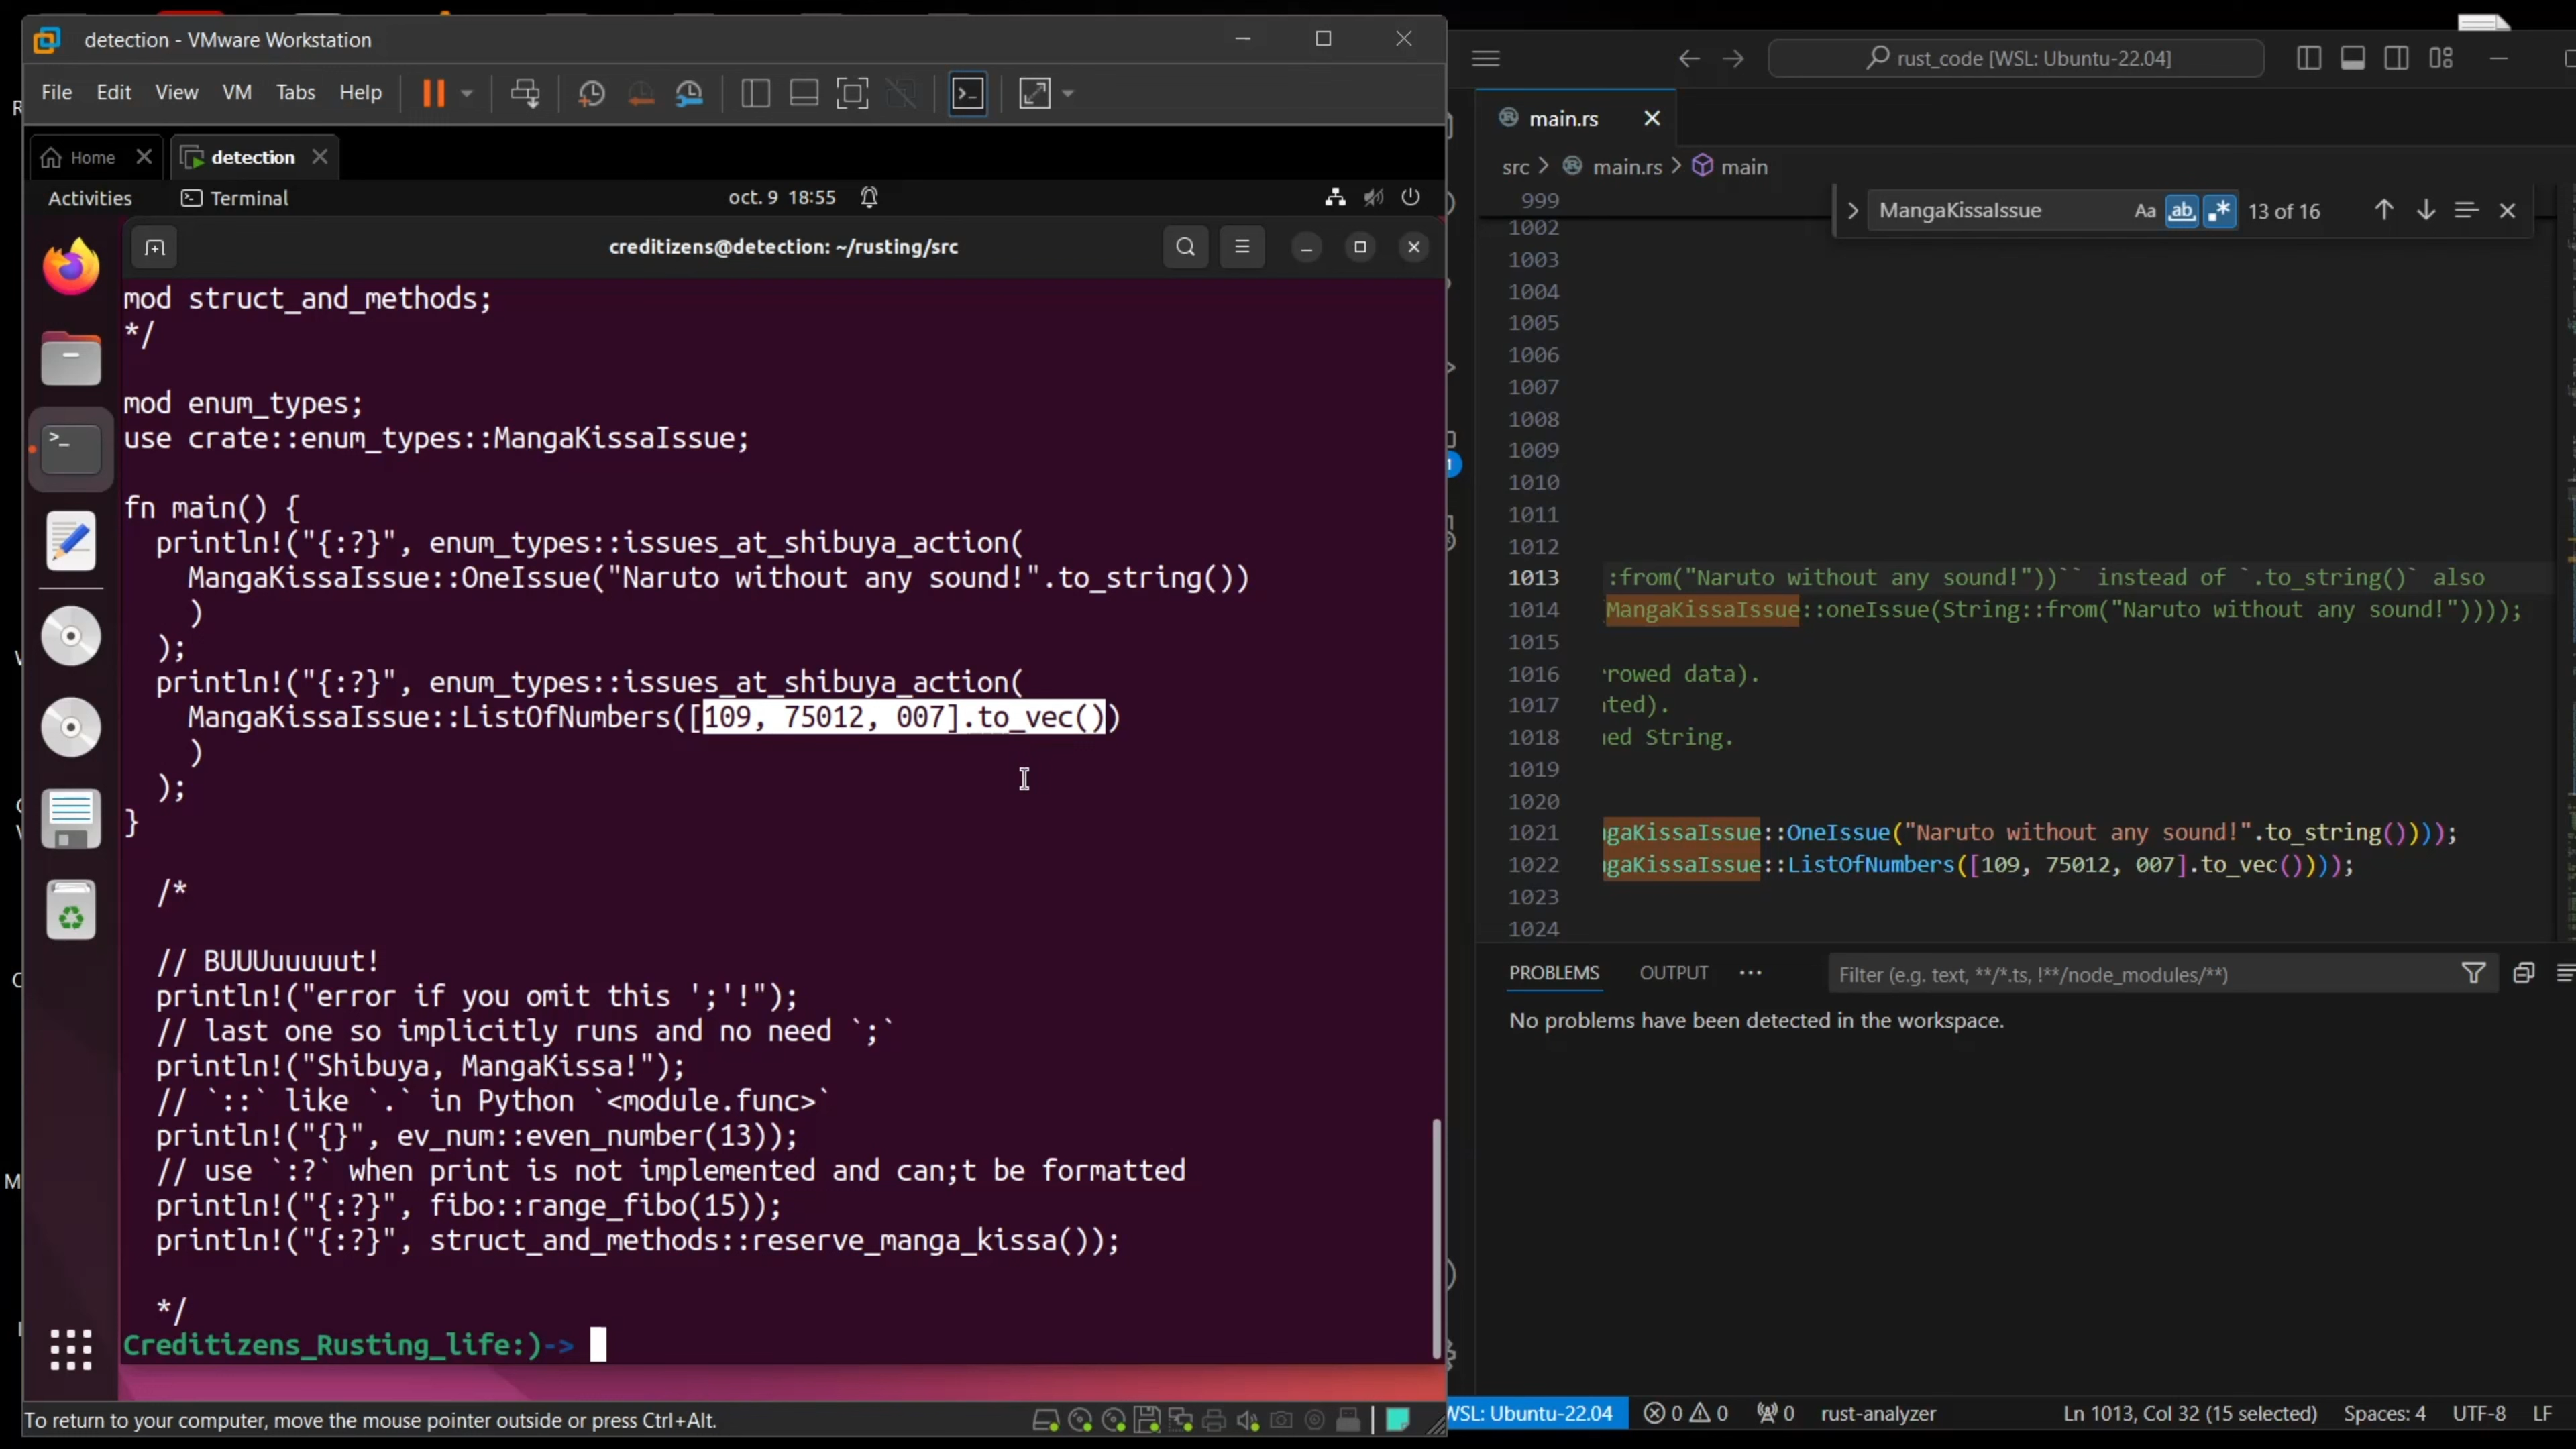 detection - VMware Workstation
File Edit View VM Tabs Help
Home
detection
Activities
Terminal
oct. 9 18:55
creditizens@detection: ~/rusting/src
mod struct_and_methods;
*/
mod enum_types;
use crate::enum_types::MangaKissaIssue;
fn main() {
println!("{:?}", enum_types::issues_at_shibuya_action(
MangaKissaIssue::OneIssue("Naruto without any sound!".to_string())
)
);
println!("{:?}", enum_types::issues_at_shibuya_action(
MangaKissaIssue::ListOfNumbers([109, 75012, 007].to_vec())
)
);
}
/*
// BUUUuuuuut!
println!("error if you omit this ';'!");
// last one so implicitly runs and no need `;`
println!("Shibuya, MangaKissa!");
// `::` like `.` in Python `<module.func>`
println!("{}", ev_num::even_number(13));
// use `:?` when print is not implemented and can;t be formatted
println!("{:?}", fibo::range_fibo(15));
println!("{:?}", struct_and_methods::reserve_manga_kissa());
*/
Creditizens_Rusting_life:)->
To return to your computer, move the mouse pointer outside or press Ctrl+Alt.
rust_code [WSL: Ubuntu-22.04]
main.rs
src > main.rs > main
MangaKissaIssue Aa ab 13 of 16
999
1002
1003
1004
1005
1006
1007
1008
1009
1010
1011
1012
1013 :from("Naruto without any sound!"))`` instead of `.to_string()` also
1014 MangaKissaIssue::oneIssue(String::from("Naruto without any sound!"))));
1015
1016 rrowed data).
1017 ted).
1018 ed String.
1019
1020
1021 gaKissaIssue::OneIssue("Naruto without any sound!".to_string())));
1022 gaKissaIssue::ListOfNumbers([109, 75012, 007].to_vec())));
1023
1024
PROBLEMS OUTPUT
Filter (e.g. text, **/*.ts, !**/node_modules/**)
No problems have been detected in the workspace.
WSL: Ubuntu-22.04 0 0 0 rust-analyzer Ln 1013, Col 32 (15 selected) Spaces: 4 UTF-8 LF